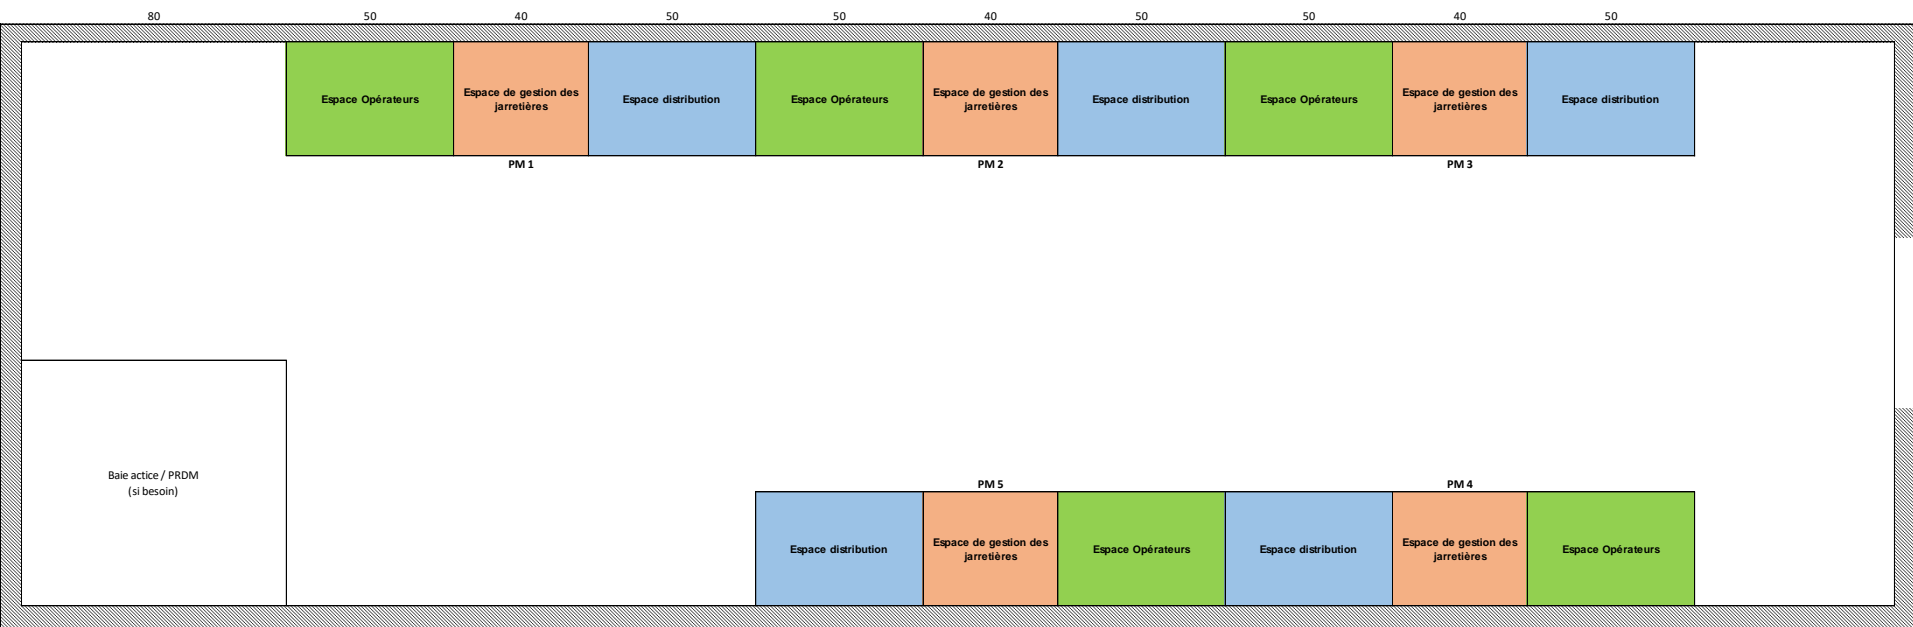 80 50 40 50 50 40 50 50 40 50
Espace Opérateurs
Espace de gestion des
jarretières
Espace distribution
Espace Opérateurs
Espace de gestion des
jarretières
Espace distribution
Espace Opérateurs
Espace de gestion des
jarretières
Espace distribution
PM 1
PM 2
PM 3
Baie actice / PRDM
(si besoin)
PM 5
PM 4
Espace distribution
Espace de gestion des
jarretières
Espace Opérateurs
Espace distribution
Espace de gestion des
jarretières
Espace Opérateurs